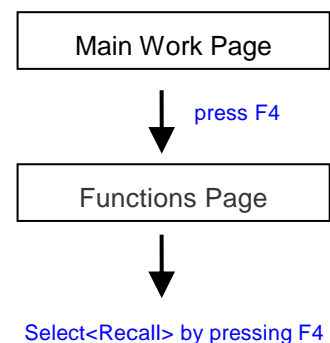 Main Work Page
press F4
Functions Page
Select<Recall> by pressing F4